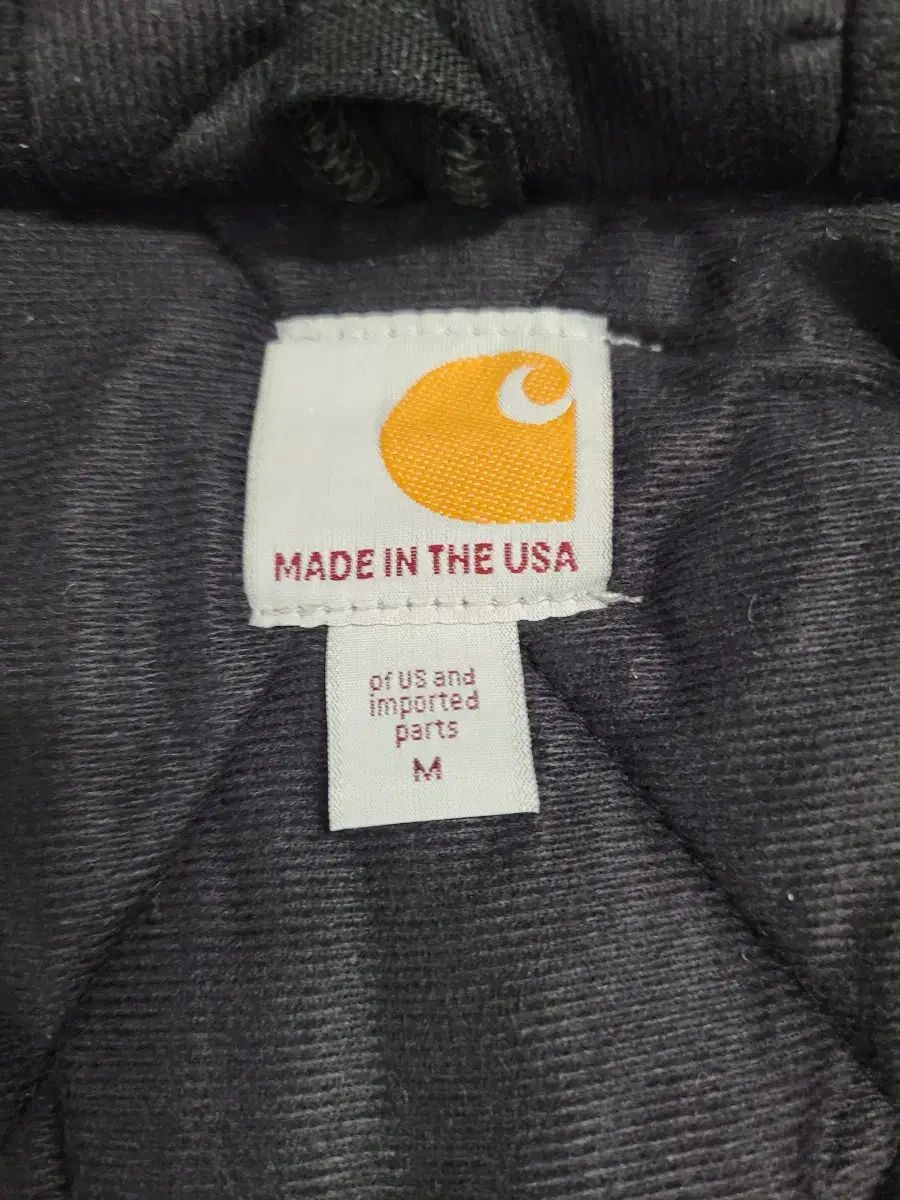 MADE IN THE USA
of US and
imported
parts
M